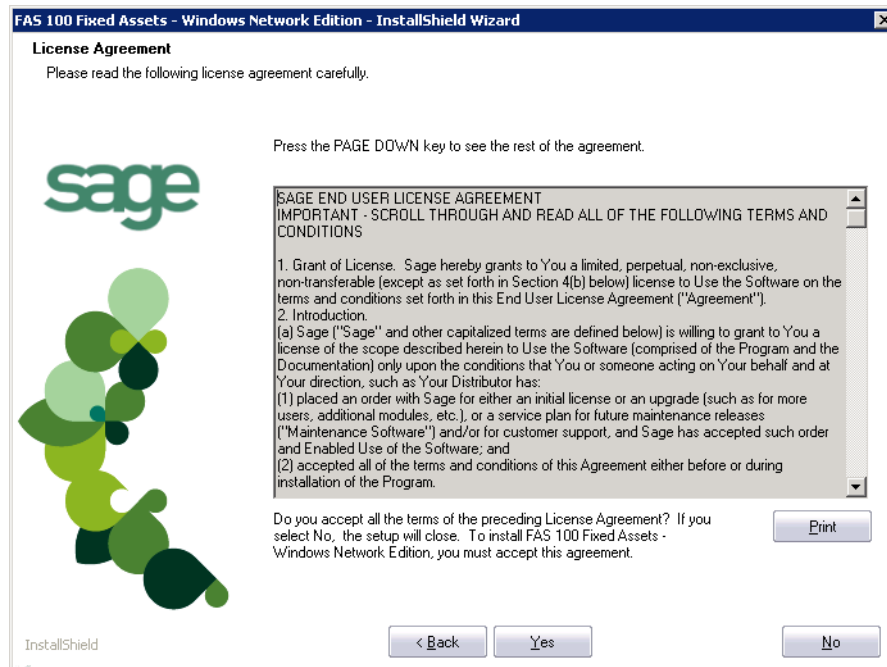 FAS 100 Fixed Assets - Windows Network Edition - InstallShield Wizard
License Agreement
Please read the following license agreement carefully.
Press the PAGE DOWN key to see the rest of the agreement.
sage
SAGE END USER LICENSE AGREEMENT
IMPORTANT - SCROLL THROUGH AND READ ALL OF THE FOLLOWING TERMS AND
CONDITIONS
1. Grant of License.  Sage hereby grants to You a limited, perpetual, non-exclusive,
non-transferable (except as set forth in Section 4(b) below) license to Use the Software on the
terms and conditions set forth in this End User License Agreement ("Agreement").
2. Introduction.
(a) Sage ("Sage" and other capitalized terms are defined below) is willing to grant to You a
license of the scope described herein to Use the Software (comprised of the Program and the
Documentation) only upon the conditions that You or someone acting on Your behalf and at
Your direction, such as Your Distributor has:
(1) placed an order with Sage for either an initial license or an upgrade (such as for more
users, additional modules, etc.), or a service plan for future maintenance releases
("Maintenance Software") and/or for customer support, and Sage has accepted such order
and Enabled Use of the Software; and
(2) accepted all of the terms and conditions of this Agreement either before or during
installation of the Program.
Do you accept all the terms of the preceding License Agreement?  If you
select No,  the setup will close.  To install FAS 100 Fixed Assets -
Windows Network Edition, you must accept this agreement.
Print
InstallShield
< Back
Yes
No